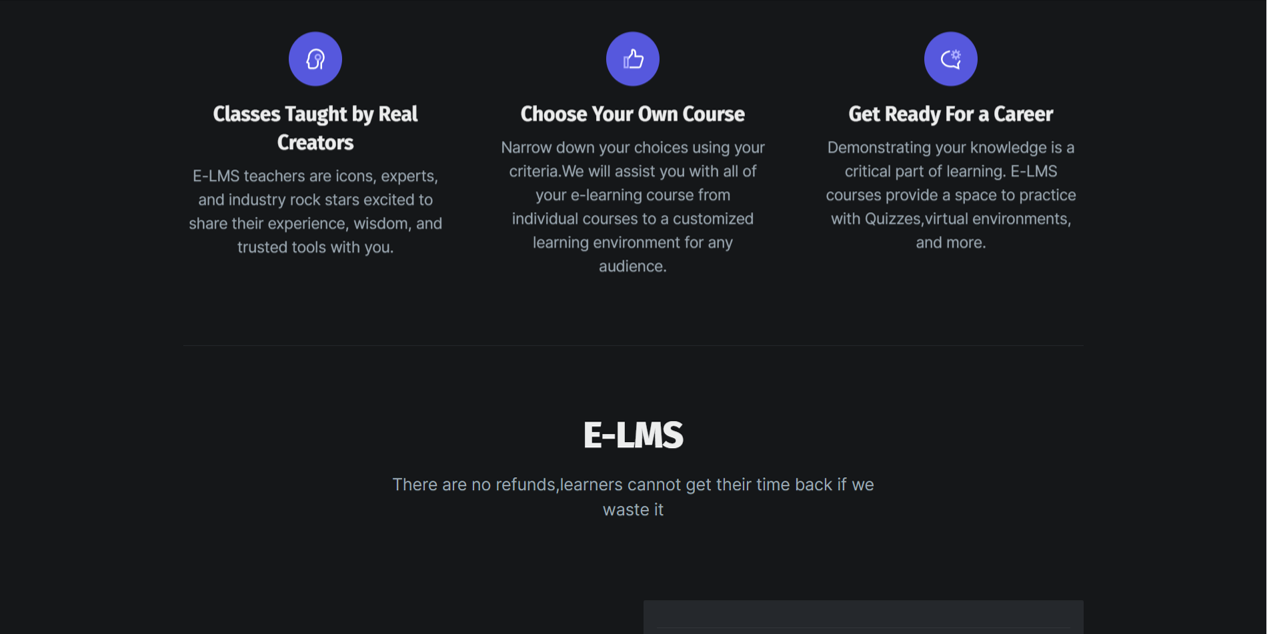 Classes Taught by Real
Creators
E-LMS teachers are icons, experts,
and industry rock stars excited to
share their experience, wisdom, and
trusted tools with you.
Choose Your Own Course
Narrow down your choices using your
criteria.We will assist you with all of
your e-learning course from
individual courses to a customized
learning environment for any
audience.
Get Ready For a Career
Demonstrating your knowledge is a
critical part of learning. E-LMS
courses provide a space to practice
with Quizzes,virtual environments,
and more.
E-LMS
There are no refunds,learners cannot get their time back if we
waste it